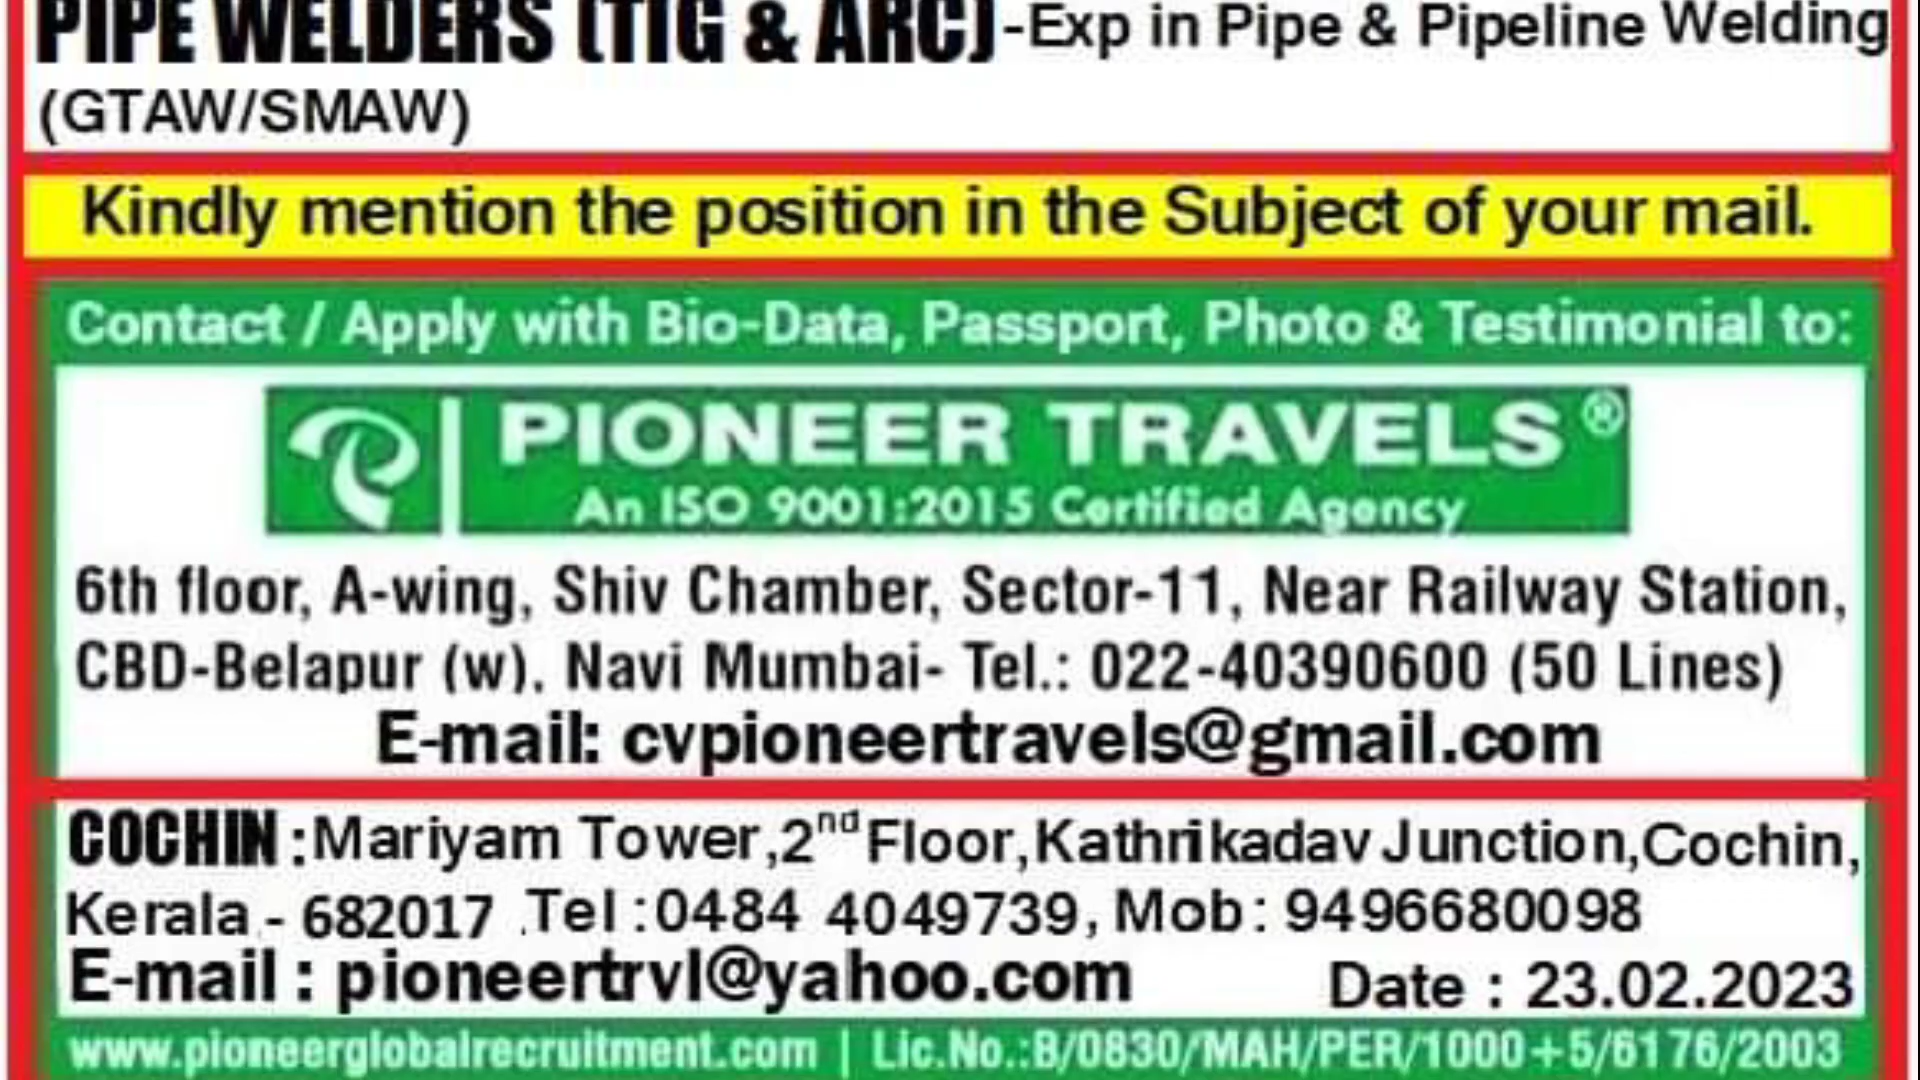 PIPE WELDERS (TIG & ARC)-Exp in Pipe & Pipeline Welding
(GTAW/SMAW)
Kindly mention the position in the Subject of your mail.
Contact / Apply with Bio-Data, Passport, Photo & Testimonial to:
PIONEER TRAVELS®
An ISO 9001:2015 Certified Agency
6th floor, A-wing, Shiv Chamber, Sector-11, Near Railway Station,
CBD-Belapur (w), Navi Mumbai- Tel.: 022-40390600 (50 Lines)
E-mail: cvpioneertravels@gmail.com
COCHIN :Mariyam Tower,2nd Floor,Kathrikadav Junction,Cochin,
Kerala - 682017 .Tel :0484 4049739, Mob: 9496680098
E-mail : pioneertrvl@yahoo.com Date : 23.02.2023
www.pioneerglobalrecruitment.com | Lic.No.:B/0830/MAH/PER/1000+5/6176/2003